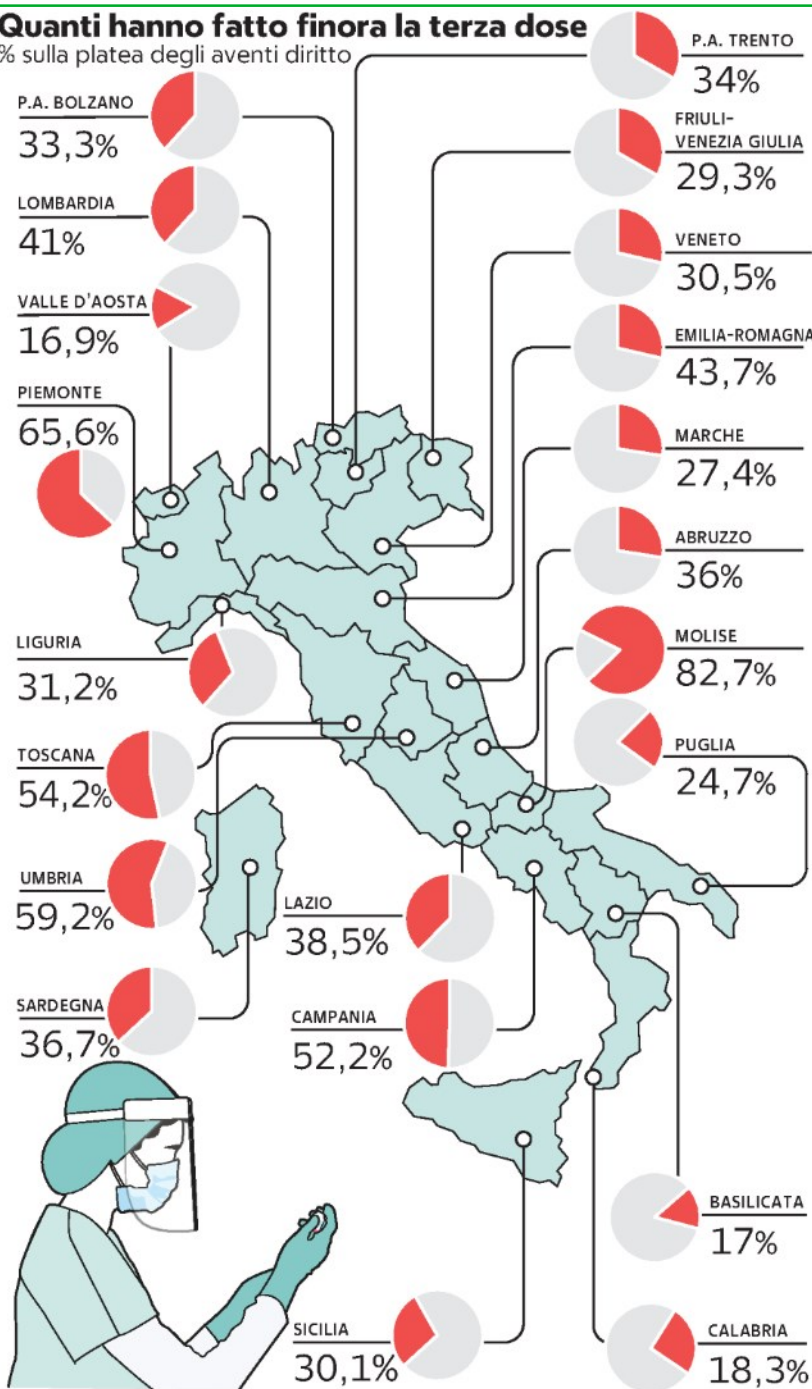 Quanti hanno fatto finora la terza dose
% sulla platea degli aventi diritto
P.A. BOLZANO
33,3%
LOMBARDIA
41%
VALLE D'AOSTA
16,9%
PIEMONTE
65,6%
LIGURIA
31,2%
TOSCANA
54,2%
UMBRIA
59,2%
SARDEGNA
36,7%
LAZIO
38,5%
CAMPANIA
52,2%
SICILIA
30,1%
P.A. TRENTO
34%
FRIULI-
VENEZIA GIULIA
29,3%
VENETO
30,5%
EMILIA-ROMAGNA
43,7%
MARCHE
27,4%
ABRUZZO
36%
MOLISE
82,7%
PUGLIA
24,7%
BASILICATA
17%
CALABRIA
18,3%